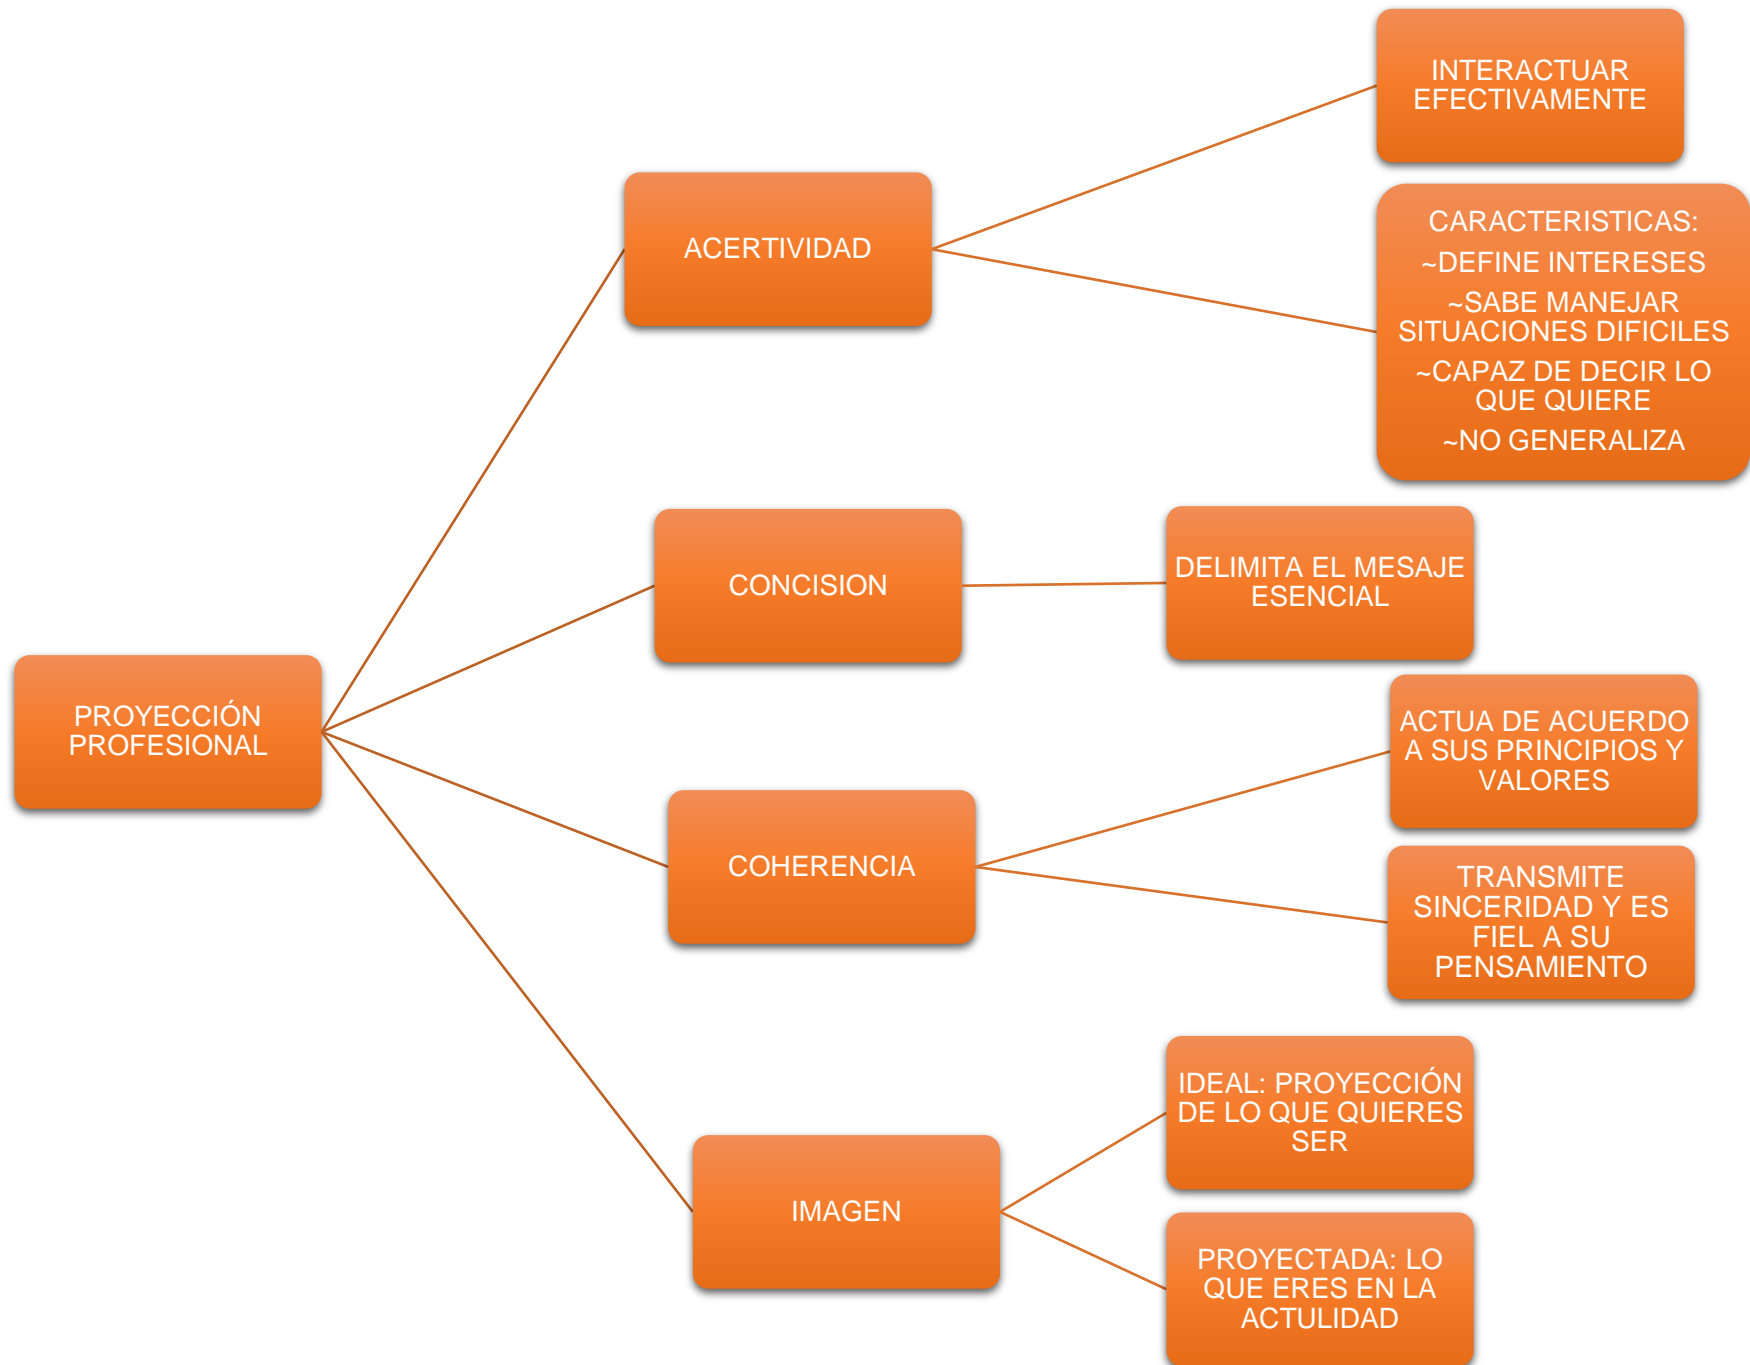 PROYECCIÓN
PROFESIONAL
ACERTIVIDAD
INTERACTUAR
EFECTIVAMENTE
CARACTERISTICAS:
~DEFINE INTERESES
~SABE MANEJAR
SITUACIONES DIFICILES
~CAPAZ DE DECIR LO
QUE QUIERE
~NO GENERALIZA
CONCISION
DELIMITA EL MESAJE
ESENCIAL
COHERENCIA
ACTUA DE ACUERDO
A SUS PRINCIPIOS Y
VALORES
TRANSMITE
SINCERIDAD Y ES
FIEL A SU
PENSAMIENTO
IMAGEN
IDEAL: PROYECCIÓN
DE LO QUE QUIERES
SER
PROYECTADA: LO
QUE ERES EN LA
ACTULIDAD